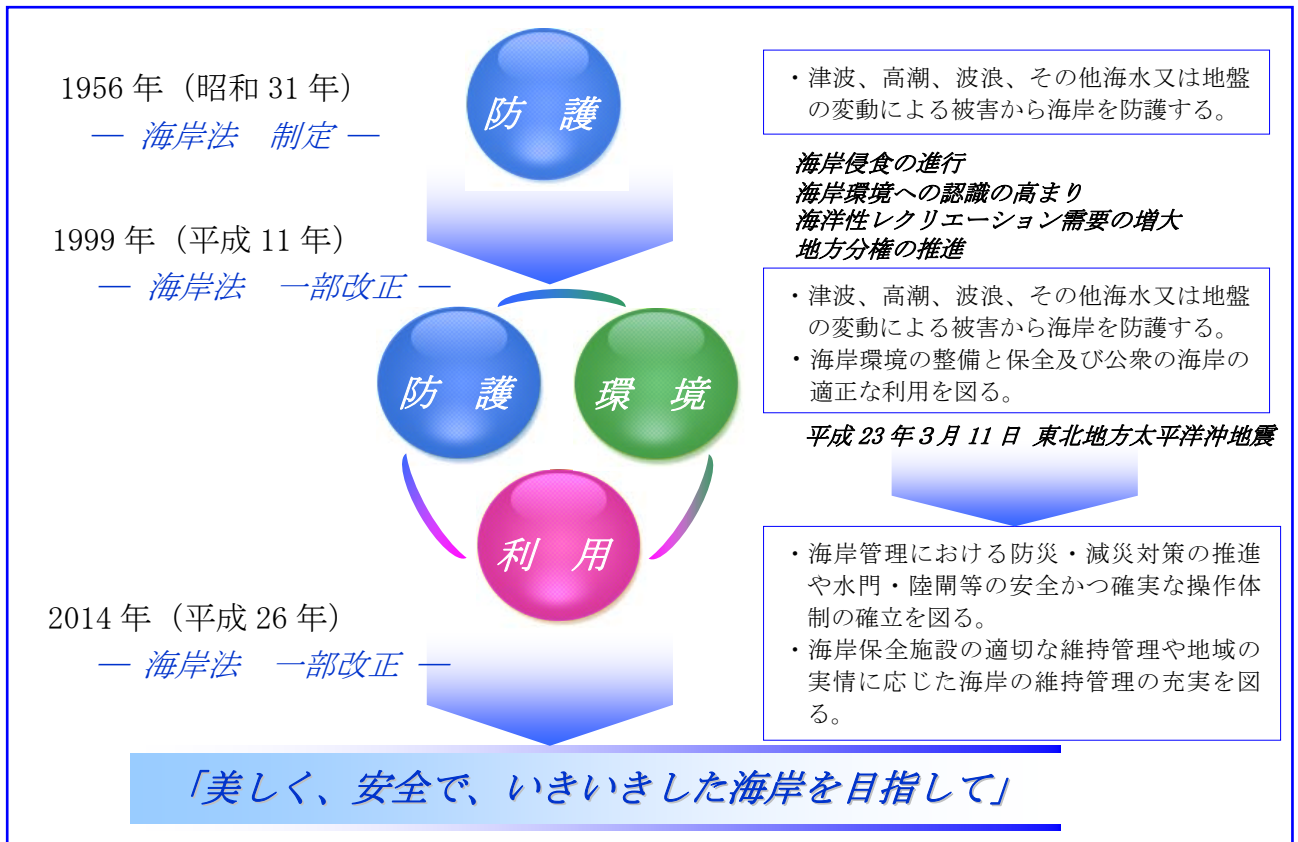 1956 年（昭和 31 年）
― 海岸法　制定 ―
防　護
・津波、高潮、波浪、その他海水又は地盤
の変動による被害から海岸を防護する。
海岸侵食の進行
海岸環境への認識の高まり
海洋性レクリエーション需要の増大
地方分権の推進
1999 年（平成 11 年）
― 海岸法　一部改正 ―
防　護
環　境
利　用
・津波、高潮、波浪、その他海水又は地盤
の変動による被害から海岸を防護する。
・海岸環境の整備と保全及び公衆の海岸の
適正な利用を図る。
平成 23 年３月 11 日 東北地方太平洋沖地震
2014 年（平成 26 年）
― 海岸法　一部改正 ―
・海岸管理における防災・減災対策の推進
や水門・陸閘等の安全かつ確実な操作体
制の確立を図る。
・海岸保全施設の適切な維持管理や地域の
実情に応じた海岸の維持管理の充実を図
る。
「美しく、安全で、いきいきした海岸を目指して」